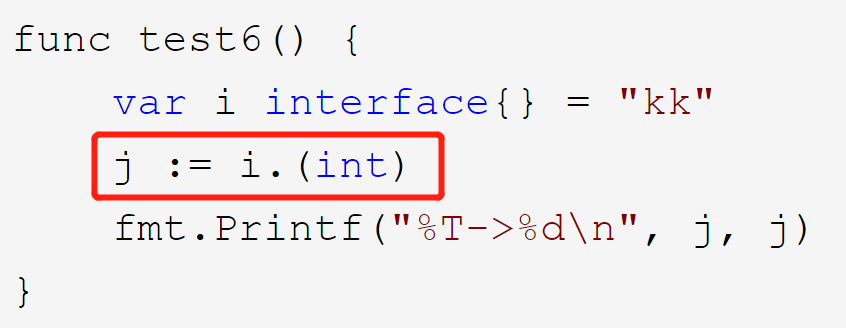 func test6() {
    var i interface{} = "kk"
    j := i.(int)
    fmt.Printf("%T->%d\n", j, j)
}